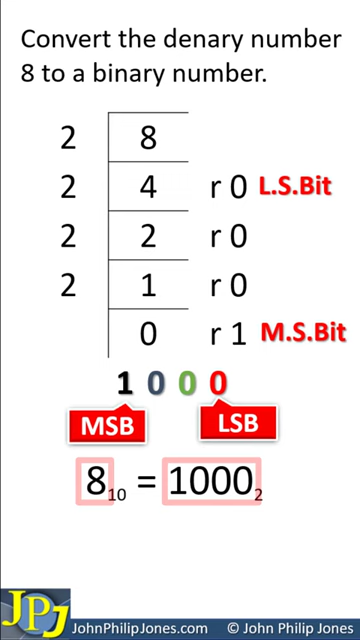 Convert the denary number
8 to a binary number.
2 8
2 4 r 0 L.S.Bit
2 2 r 0
2 1 r 0
0 r 1 M.S.Bit
1 0 0 0
MSB LSB
8₁₀ = 1000₂
JPJ JohnPhilipJones.com © John Philip Jones